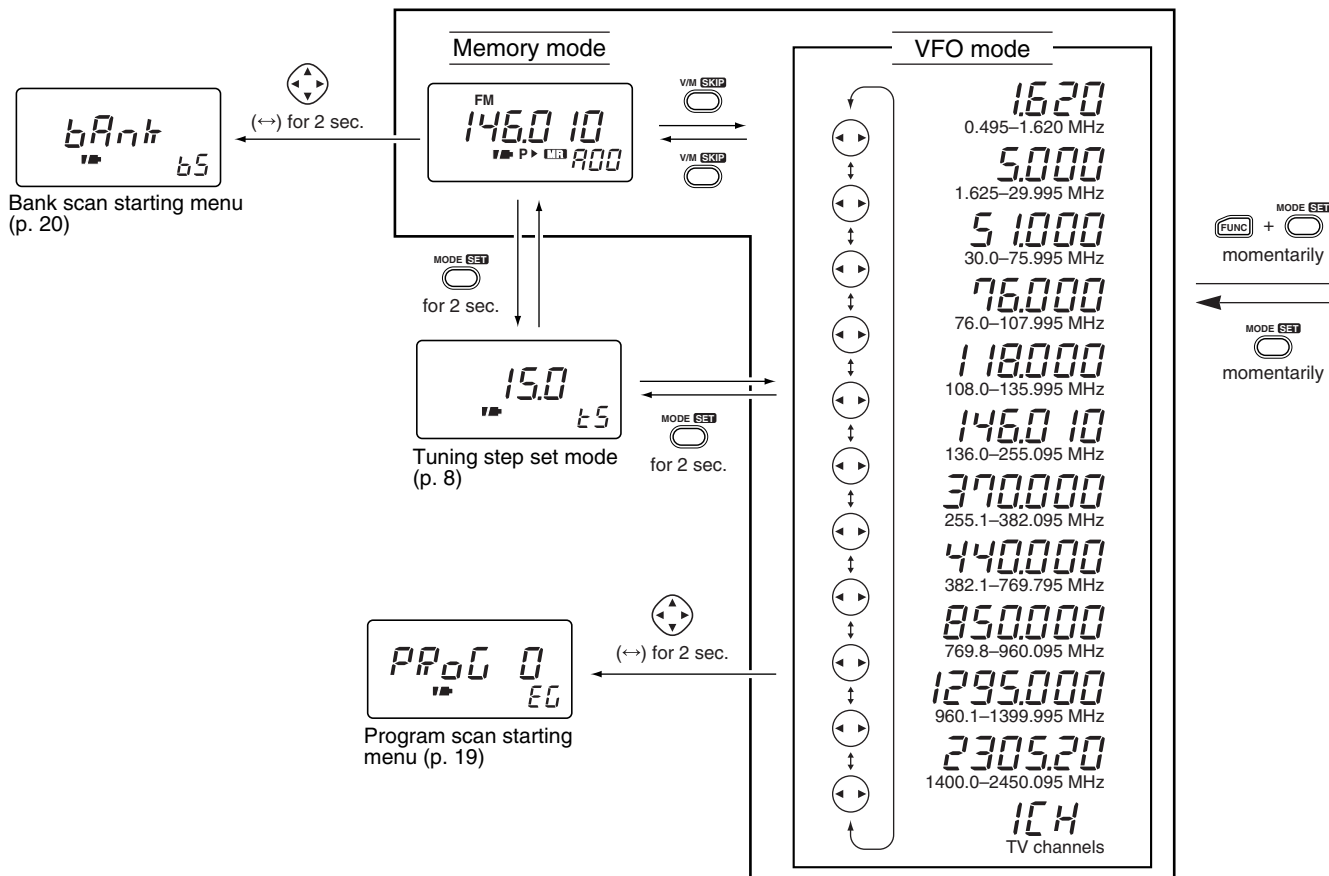 Memory mode
FM
146.010
P MR A00
V/M SKIP
V/M SKIP
(↔) for 2 sec.
bAnk
bS
Bank scan starting menu
(p. 20)
MODE SET
for 2 sec.
15.0
tS
Tuning step set mode
(p. 8)
MODE SET
for 2 sec.
(↔) for 2 sec.
PRoG 0
EG
Program scan starting
menu (p. 19)
VFO mode
1.620
0.495–1.620 MHz
5.000
1.625–29.995 MHz
51.000
30.0–75.995 MHz
76.000
76.0–107.995 MHz
118.000
108.0–135.995 MHz
146.010
136.0–255.095 MHz
370.000
255.1–382.095 MHz
440.000
382.1–769.795 MHz
850.000
769.8–960.095 MHz
1295.000
960.1–1399.995 MHz
2305.20
1400.0–2450.095 MHz
1CH
TV channels
MODE SET
FUNC +
momentarily
MODE SET
momentarily